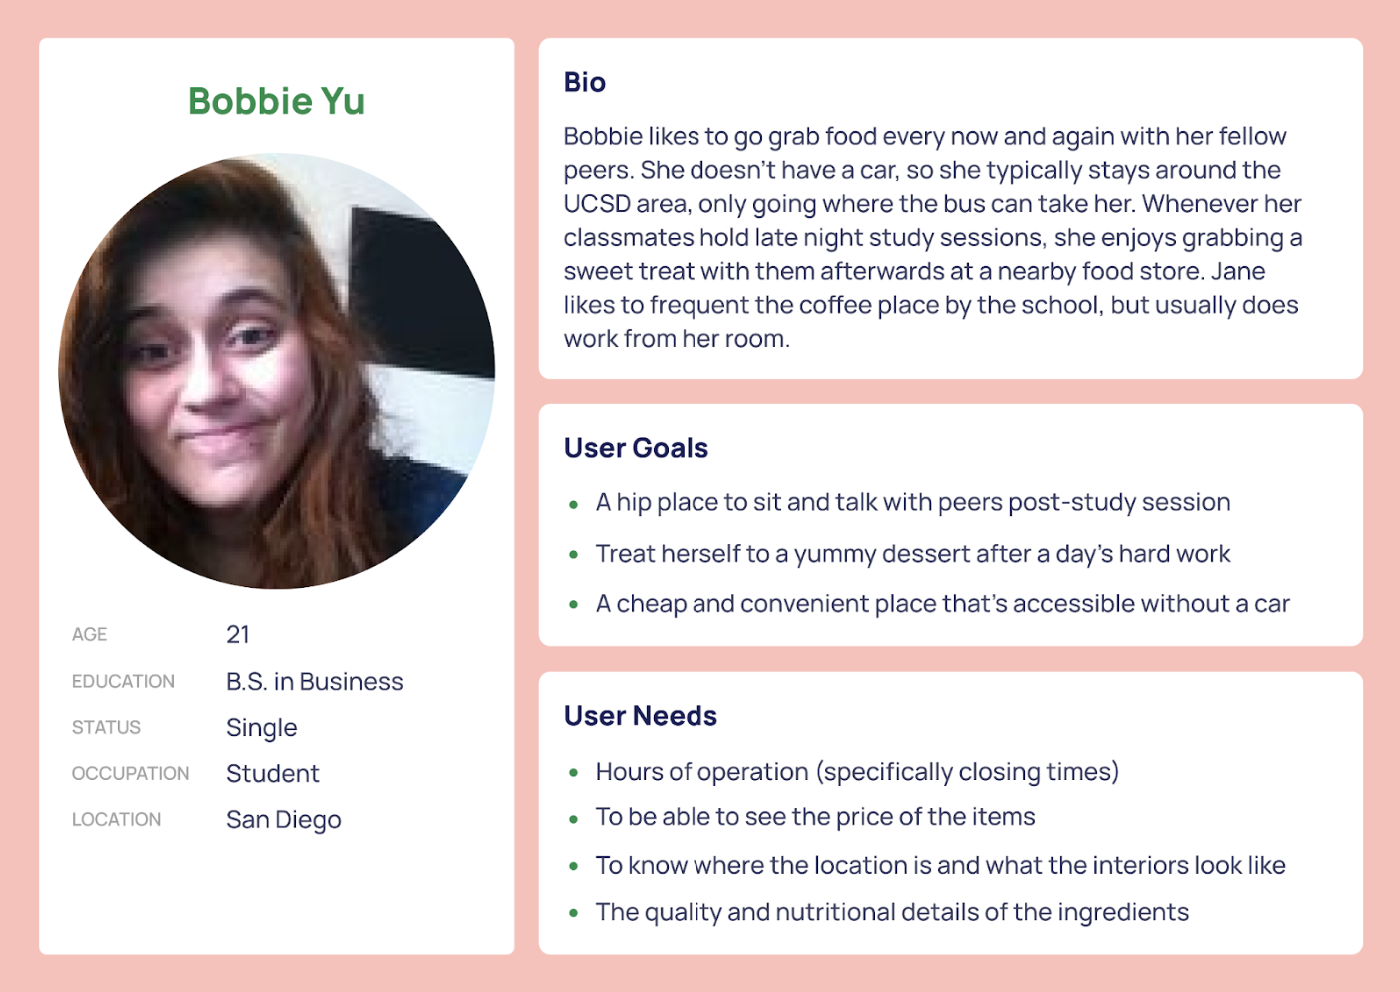 Bobbie Yu
AGE 21
EDUCATION B.S. in Business
STATUS Single
OCCUPATION Student
LOCATION San Diego
Bio
Bobbie likes to go grab food every now and again with her fellow
peers. She doesn't have a car, so she typically stays around the
UCSD area, only going where the bus can take her. Whenever her
classmates hold late night study sessions, she enjoys grabbing a
sweet treat with them afterwards at a nearby food store. Jane
likes to frequent the coffee place by the school, but usually does
work from her room.
User Goals
• A hip place to sit and talk with peers post-study session
• Treat herself to a yummy dessert after a day's hard work
• A cheap and convenient place that's accessible without a car
User Needs
• Hours of operation (specifically closing times)
• To be able to see the price of the items
• To know where the location is and what the interiors look like
• The quality and nutritional details of the ingredients